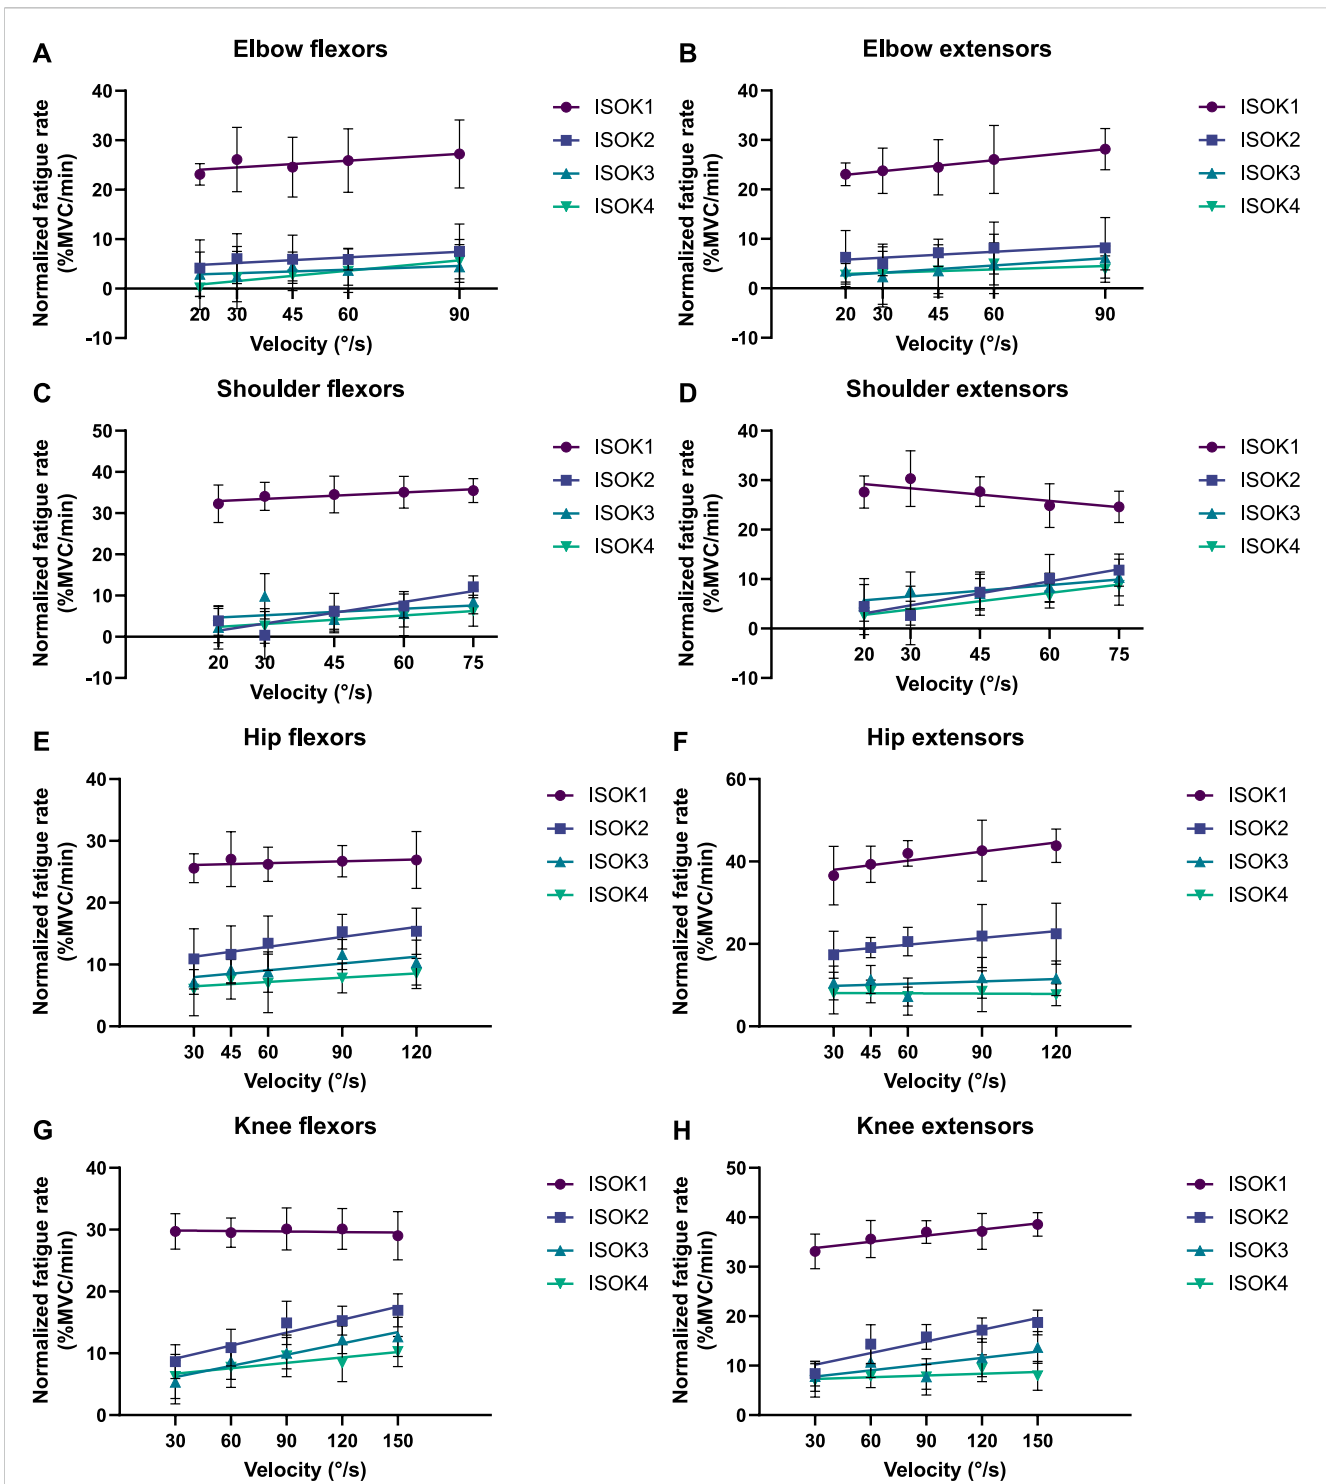 A
Elbow flexors
Normalized fatigue rate
(%MVC/min)
40
30
20
10
0
-10
20
30
45
60
90
Velocity (°/s)
ISOK1
ISOK2
ISOK3
ISOK4
B
Elbow extensors
Normalized fatigue rate
(%MVC/min)
40
30
20
10
0
-10
20
30
45
60
90
Velocity (°/s)
ISOK1
ISOK2
ISOK3
ISOK4
C
Shoulder flexors
Normalized fatigue rate
(%MVC/min)
50
40
30
20
10
0
-10
20
30
45
60
75
Velocity (°/s)
ISOK1
ISOK2
ISOK3
ISOK4
D
Shoulder extensors
Normalized fatigue rate
(%MVC/min)
40
30
20
10
0
-10
20
30
45
60
75
Velocity (°/s)
ISOK1
ISOK2
ISOK3
ISOK4
E
Hip flexors
Normalized fatigue rate
(%MVC/min)
40
30
20
10
0
30
45
60
90
120
Velocity (°/s)
ISOK1
ISOK2
ISOK3
ISOK4
F
Hip extensors
Normalized fatigue rate
(%MVC/min)
60
40
20
0
30
45
60
90
120
Velocity (°/s)
ISOK1
ISOK2
ISOK3
ISOK4
G
Knee flexors
Normalized fatigue rate
(%MVC/min)
40
30
20
10
0
30
60
90
120
150
Velocity (°/s)
ISOK1
ISOK2
ISOK3
ISOK4
H
Knee extensors
Normalized fatigue rate
(%MVC/min)
50
40
30
20
10
0
30
60
90
120
150
Velocity (°/s)
ISOK1
ISOK2
ISOK3
ISOK4